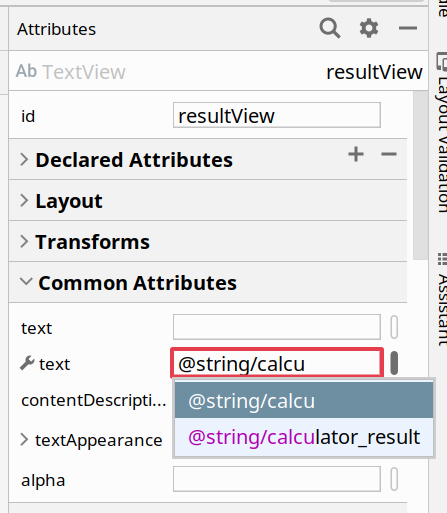 Attributes
Ab TextView resultView
id resultView
Declared Attributes
Layout
Transforms
Common Attributes
text
text @string/calcu
contentDescripti...
@string/calcu
textAppearance
@string/calculator_result
alpha
Layout Validation
Assistant